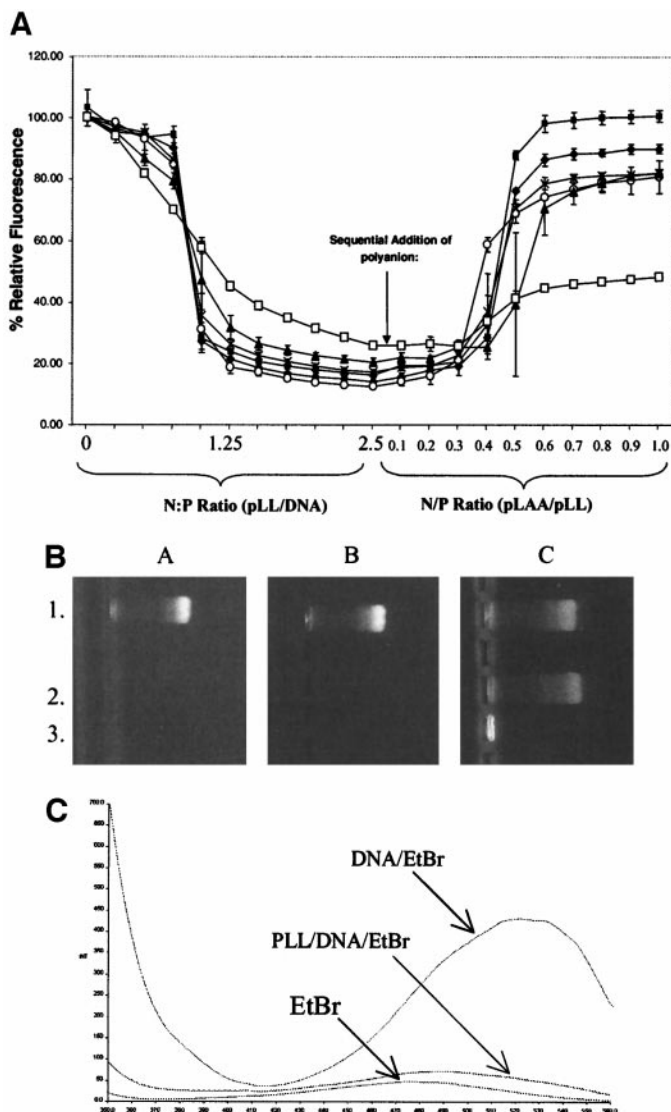 A
120.00
100.00
80.00
60.00
40.00
20.00
0.00
% Relative Fluorescence
Sequential Addition of
polyanion:
0 1.25 2.5 0.1 0.2 0.3 0.4 0.5 0.6 0.7 0.8 0.9 1.0
N:P Ratio (pLL/DNA) N/P Ratio (pLAA/pLL)
B
A B C
1.
2.
3.
C
DNA/EtBr
PLL/DNA/EtBr
EtBr